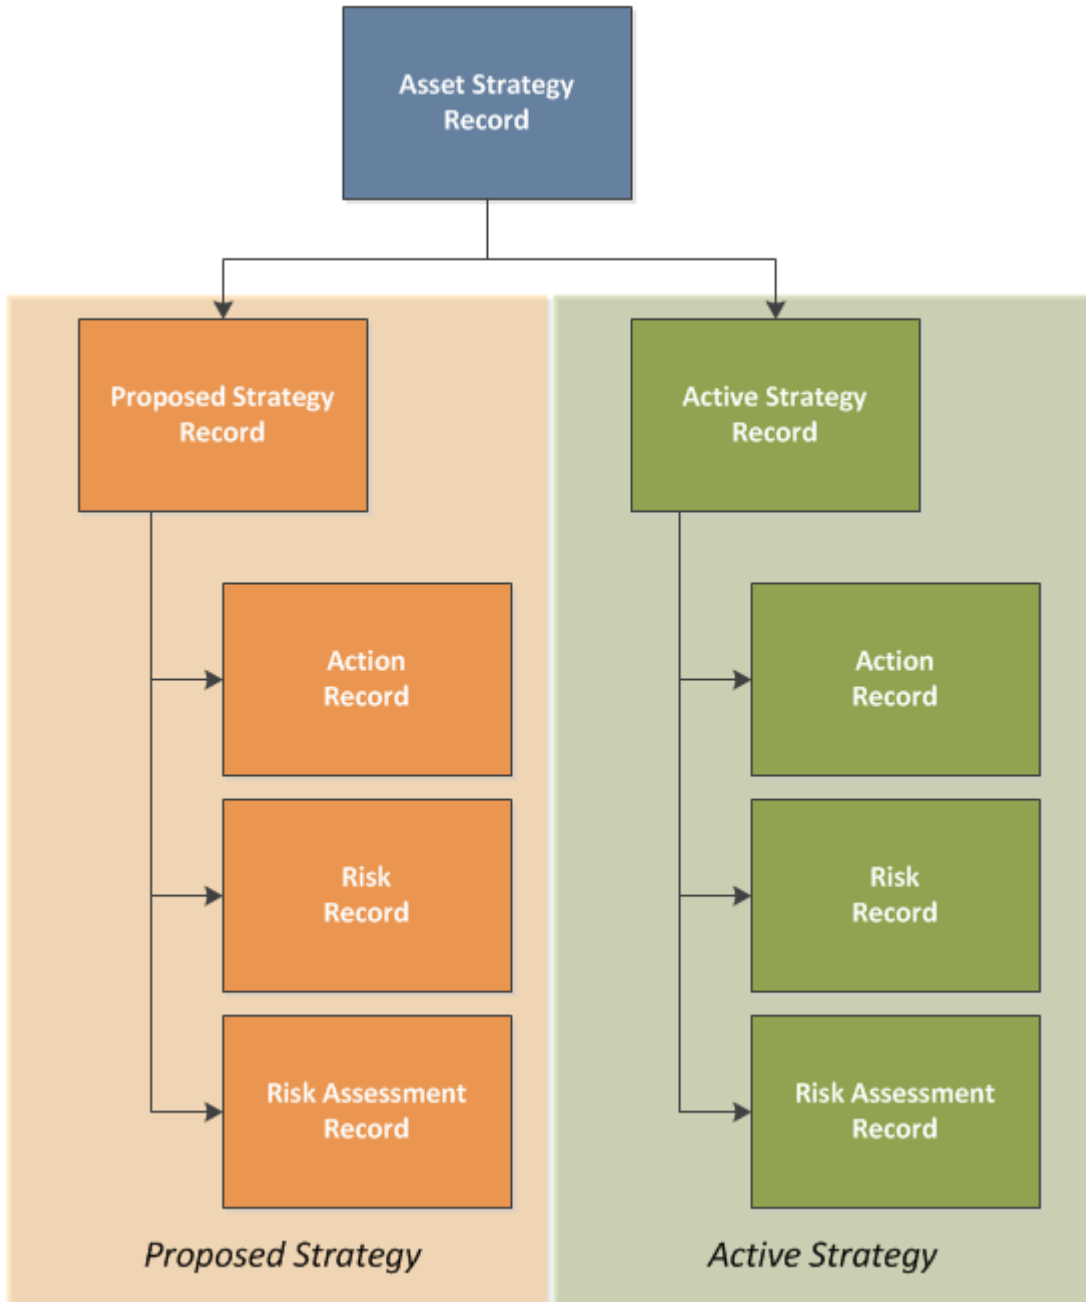 Asset Strategy
Record
Proposed Strategy
Record
Action
Record
Risk
Record
Risk Assessment
Record
Proposed Strategy
Active Strategy
Record
Action
Record
Risk
Record
Risk Assessment
Record
Active Strategy